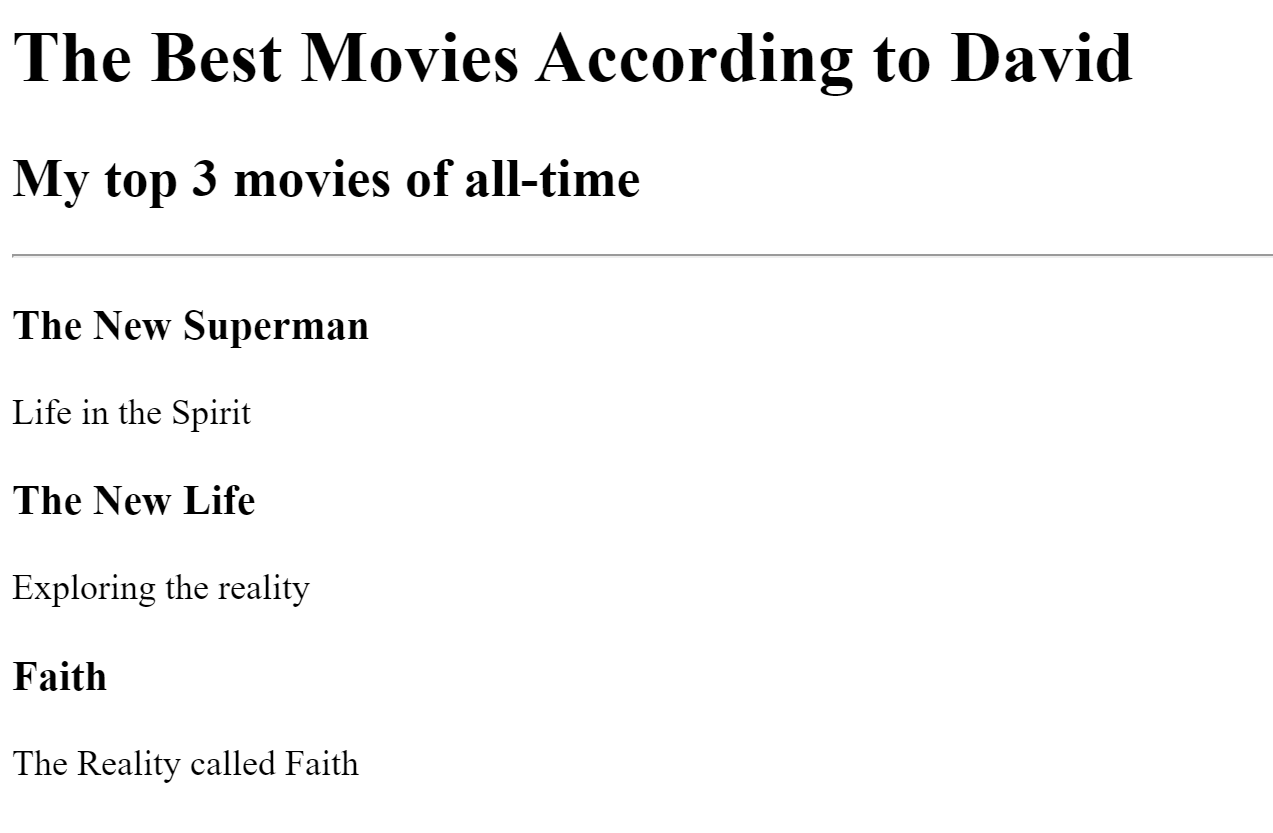 The Best Movies According to David
My top 3 movies of all-time
The New Superman
Life in the Spirit
The New Life
Exploring the reality
Faith
The Reality called Faith